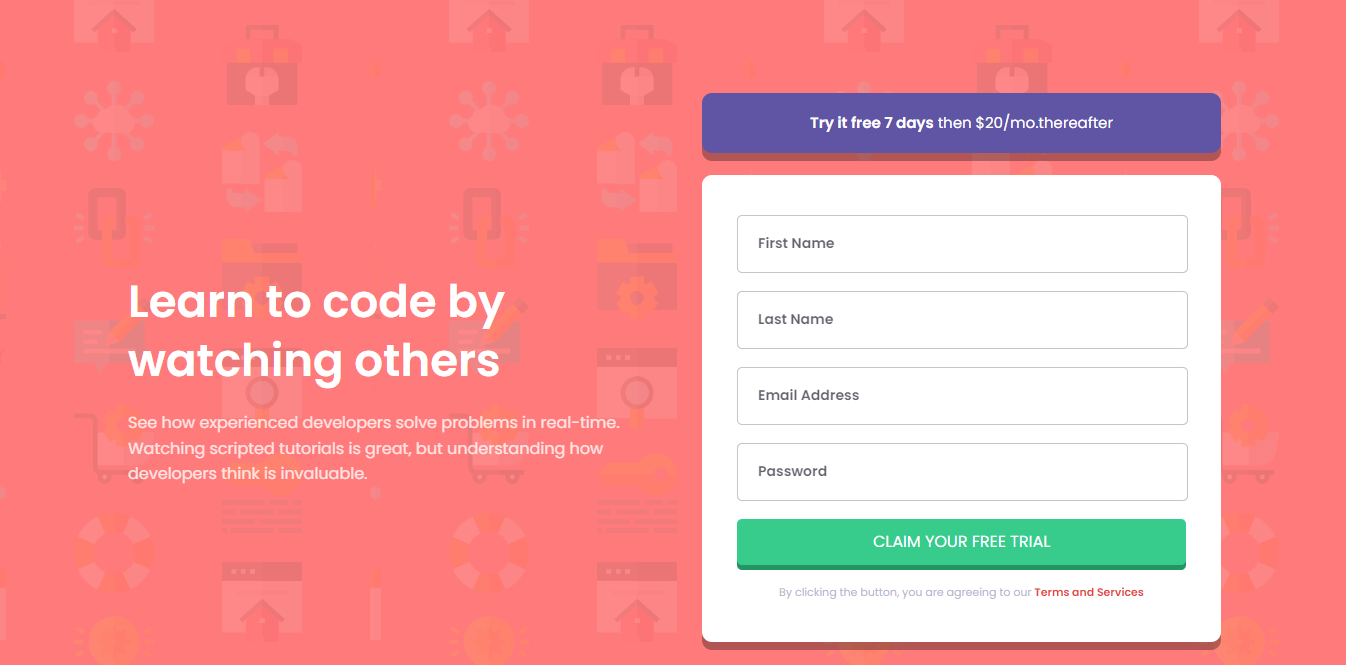 Learn to code by
watching others
See how experienced developers solve problems in real-time.
Watching scripted tutorials is great, but understanding how
developers think is invaluable.
Try it free 7 days then $20/mo.thereafter
First Name
Last Name
Email Address
Password
CLAIM YOUR FREE TRIAL
By clicking the button, you are agreeing to our Terms and Services